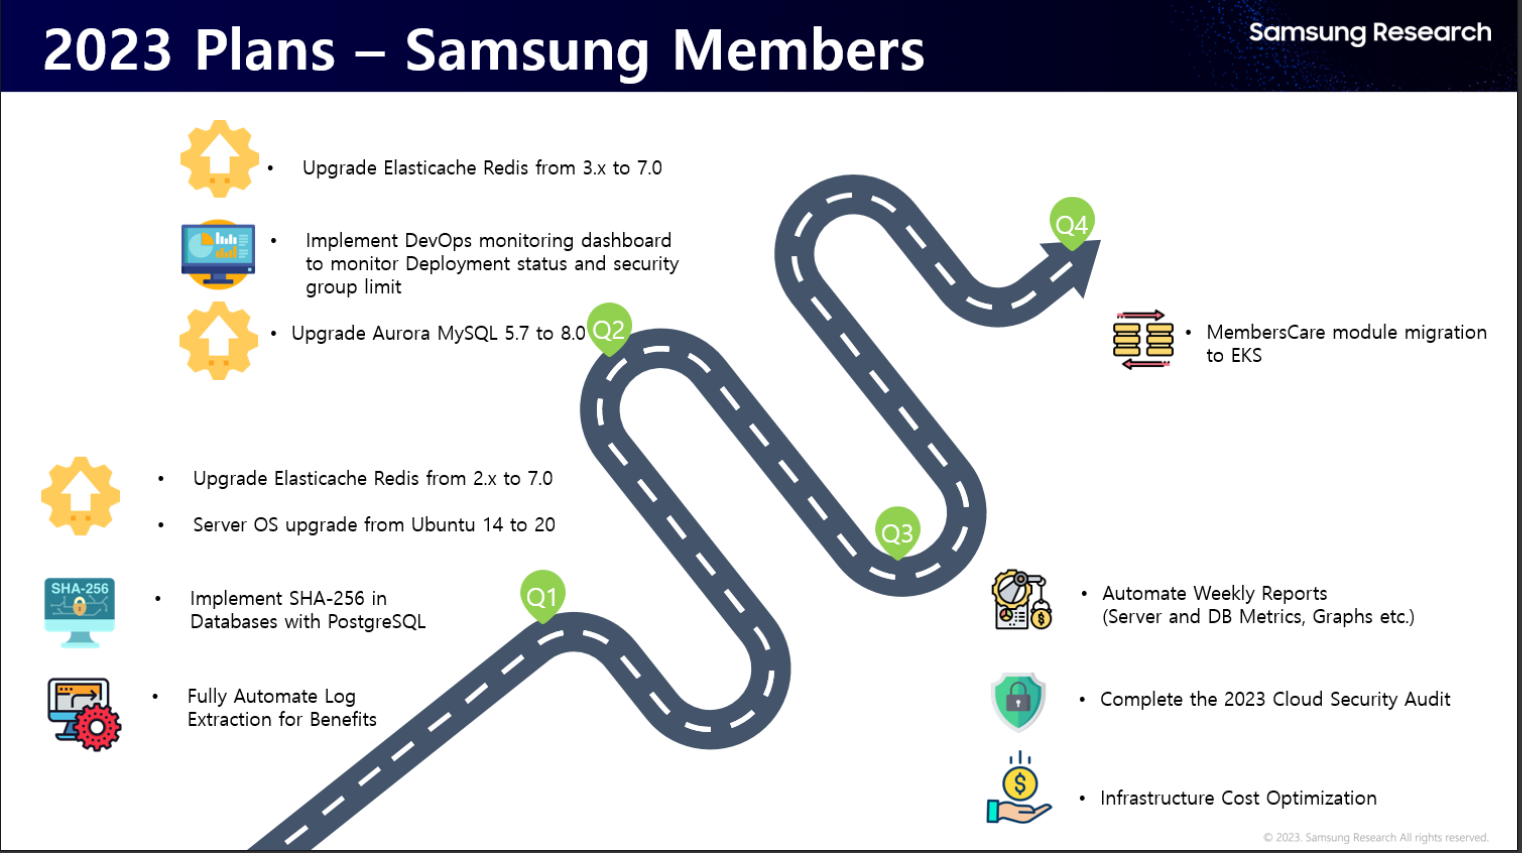 2023 Plans – Samsung Members
Samsung Research
• Upgrade Elasticache Redis from 3.x to 7.0
• Implement DevOps monitoring dashboard
to monitor Deployment status and security
group limit
• Upgrade Aurora MySQL 5.7 to 8.0
Q2
Q4
• MembersCare module migration
to EKS
• Upgrade Elasticache Redis from 2.x to 7.0
• Server OS upgrade from Ubuntu 14 to 20
SHA-256
• Implement SHA-256 in
Databases with PostgreSQL
• Fully Automate Log
Extraction for Benefits
Q1
Q3
• Automate Weekly Reports
(Server and DB Metrics, Graphs etc.)
• Complete the 2023 Cloud Security Audit
$
• Infrastructure Cost Optimization
© 2023. Samsung Research All rights reserved.